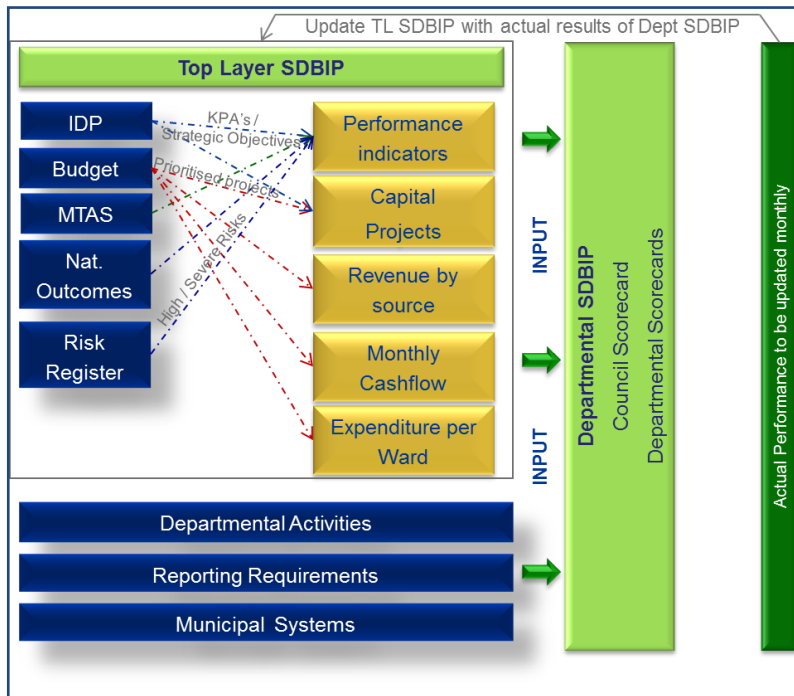 Update TL SDBIP with actual results of Dept SDBIP
Top Layer SDBIP
IDP
Budget
MTAS
Nat.
Outcomes
Risk
Register
KPA's /
Strategic Objectives
Prioritised projects
High / Severe Risks
Performance
indicators
Capital
Projects
Revenue by
source
Monthly
Cashflow
Expenditure per
Ward
INPUT
INPUT
Departmental SDBIP
Council Scorecard
Departmental Scorecards
Actual Performance to be updated monthly
Departmental Activities
Reporting Requirements
Municipal Systems